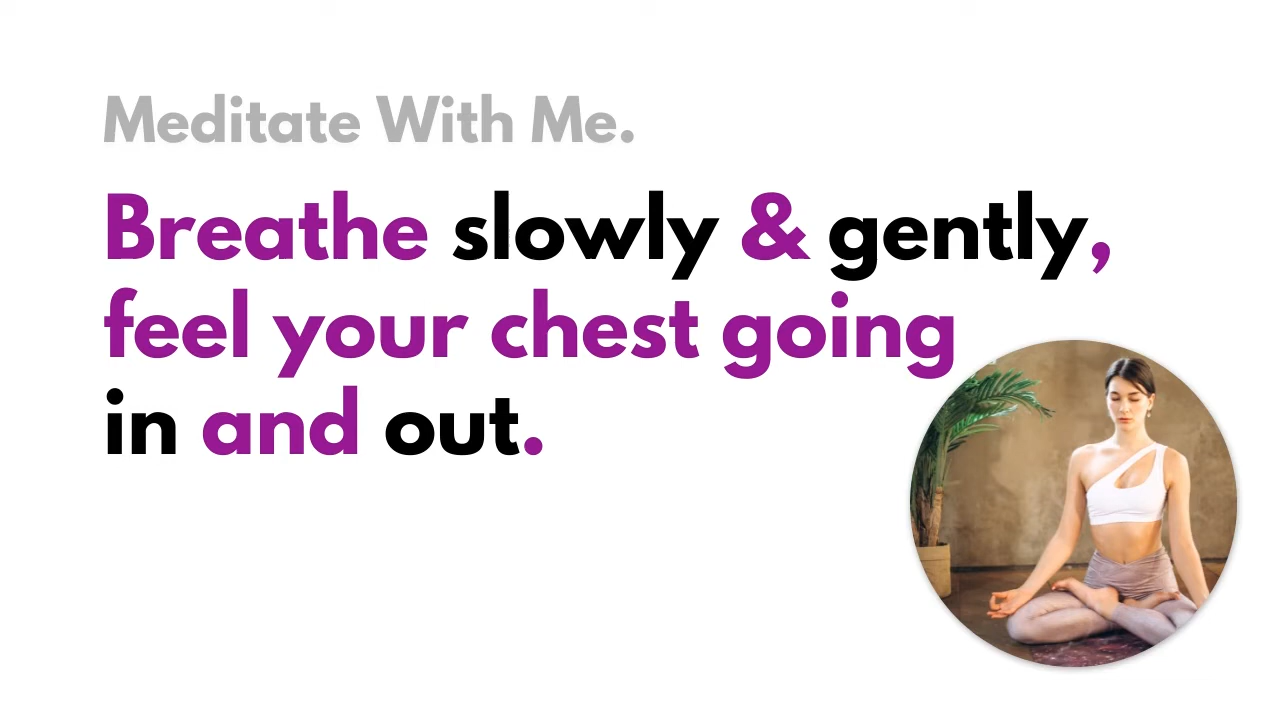 Meditate With Me.
Breathe slowly & gently,
feel your chest going
in and out.